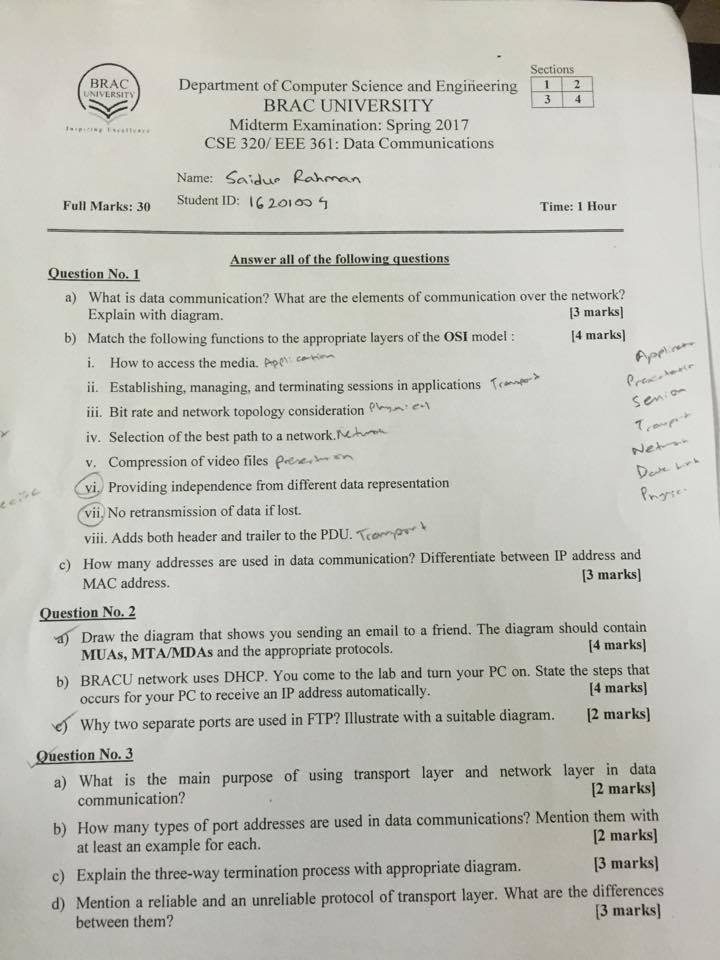 BRAC
UNIVERSITY
Inspiring Excellence
Sections
1 2
3 4
Department of Computer Science and Engineering
BRAC UNIVERSITY
Midterm Examination: Spring 2017
CSE 320/ EEE 361: Data Communications
Name: Saidur Rahman
Full Marks: 30 Student ID: Time: 1 Hour
Answer all of the following questions
Question No. 1
a) What is data communication? What are the elements of communication over the network?
Explain with diagram. [3 marks]
b) Match the following functions to the appropriate layers of the OSI model : [4 marks]
i. How to access the media. Application
ii. Establishing, managing, and terminating sessions in applications Transport
iii. Bit rate and network topology consideration Physical
iv. Selection of the best path to a network. Network
v. Compression of video files Presentation
vi. Providing independence from different data representation
vii. No retransmission of data if lost.
viii. Adds both header and trailer to the PDU. Transport
Application
Presentation
Session
Transport
Network
Data Link
Physic
c) How many addresses are used in data communication? Differentiate between IP address and
MAC address. [3 marks]
Question No. 2
a) Draw the diagram that shows you sending an email to a friend. The diagram should contain
MUAs, MTA/MDAs and the appropriate protocols. [4 marks]
b) BRACU network uses DHCP. You come to the lab and turn your PC on. State the steps that
occurs for your PC to receive an IP address automatically. [4 marks]
c) Why two separate ports are used in FTP? Illustrate with a suitable diagram. [2 marks]
Question No. 3
a) What is the main purpose of using transport layer and network layer in data
communication? [2 marks]
b) How many types of port addresses are used in data communications? Mention them with
at least an example for each. [2 marks]
c) Explain the three-way termination process with appropriate diagram. [3 marks]
d) Mention a reliable and an unreliable protocol of transport layer. What are the differences
between them? [3 marks]